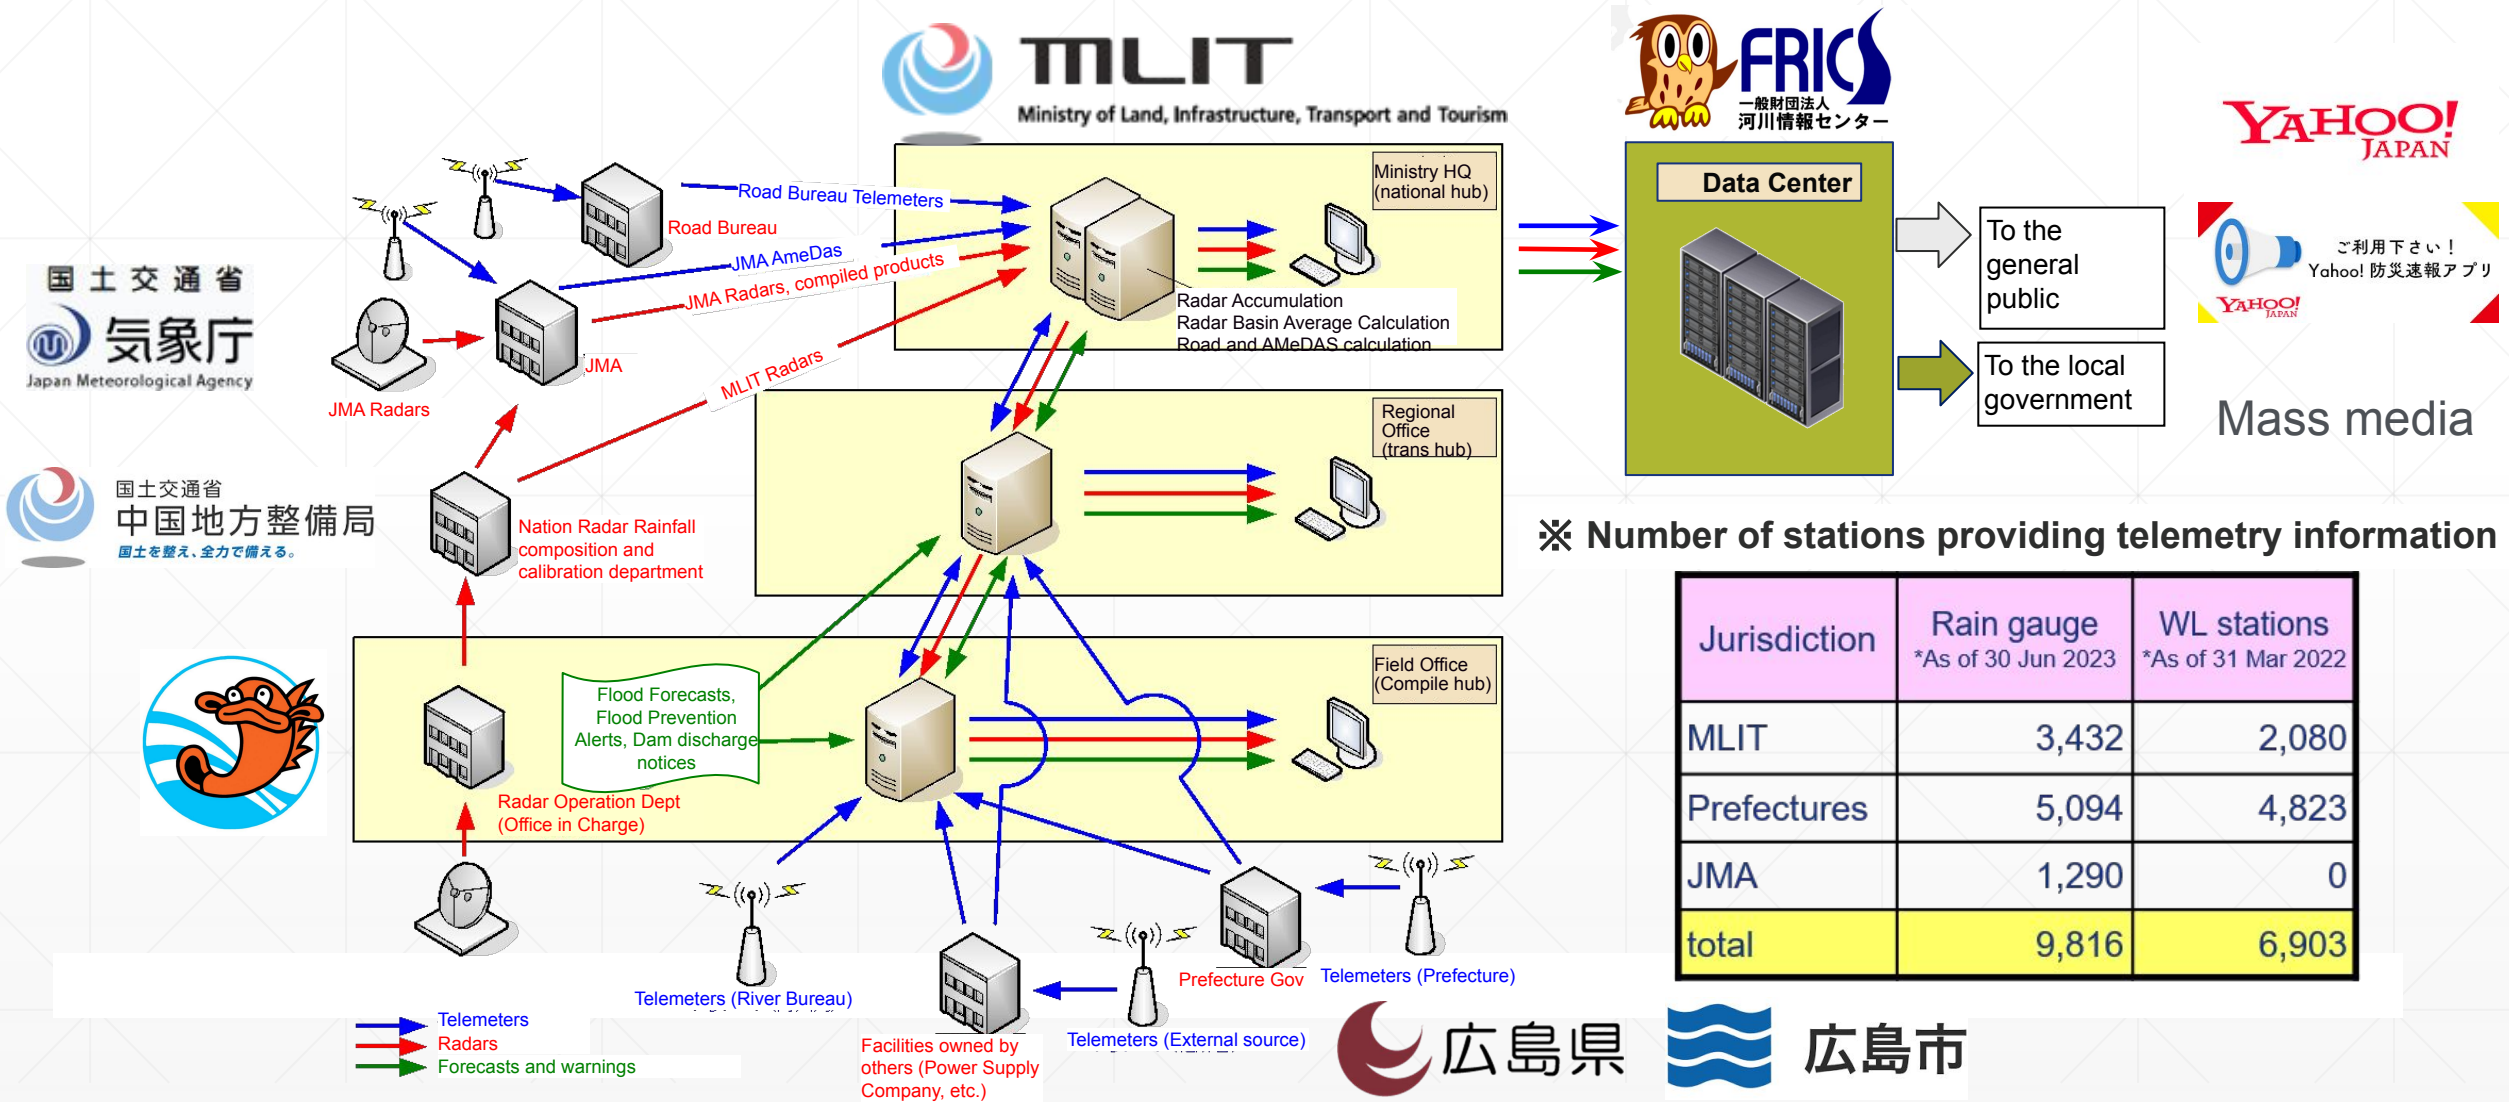 MLIT
Ministry of Land, Infrastructure, Transport and Tourism
FRICS
一般財団法人
河川情報センター
YAHOO!
JAPAN
ご利用下さい！
Yahoo! 防災速報アプリ
YAHOO!
JAPAN
Mass media
国土交通省
気象庁
Japan Meteorological Agency
国土交通省
中国地方整備局
国土を整え、全力で備える。
Road Bureau
Road Bureau Telemeters
JMA AmeDas
JMA Radars, compiled products
JMA
JMA Radars
MLIT Radars
Ministry HQ
(national hub)
Radar Accumulation
Radar Basin Average Calculation
Road and AMeDAS calculation
Data Center
To the
general
public
To the local
government
Regional
Office
(trans hub)
Nation Radar Rainfall
composition and
calibration department
Field Office
(Compile hub)
Flood Forecasts,
Flood Prevention
Alerts, Dam discharge
notices
Radar Operation Dept
(Office in Charge)
Telemeters (River Bureau)
Facilities owned by
others (Power Supply
Company, etc.)
Telemeters (External source)
Prefecture Gov
Telemeters (Prefecture)
Telemeters
Radars
Forecasts and warnings
※ Number of stations providing telemetry information
Jurisdiction
Rain gauge
*As of 30 Jun 2023
WL stations
*As of 31 Mar 2022
MLIT 3,432 2,080
Prefectures 5,094 4,823
JMA 1,290 0
total 9,816 6,903
広島県
広島市